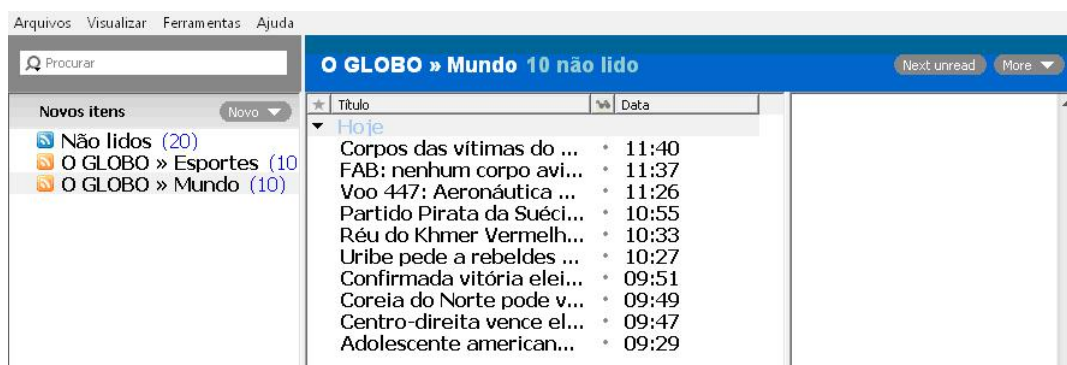 Arquivos Visualizar Ferramentas Ajuda
Procurar
O GLOBO » Mundo 10 não lido
Next unread More
Novos itens Novo
Não lidos (20)
O GLOBO » Esportes (10
O GLOBO » Mundo (10)
Título Data
Hoje
Corpos das vítimas do ... 11:40
FAB: nenhum corpo avi... 11:37
Voo 447: Aeronáutica ... 11:26
Partido Pirata da Suéci... 10:55
Réu do Khmer Vermelh... 10:33
Uribe pede a rebeldes ... 10:27
Confirmada vitória elei... 09:51
Coreia do Norte pode v... 09:49
Centro-direita vence el... 09:47
Adolescente american... 09:29